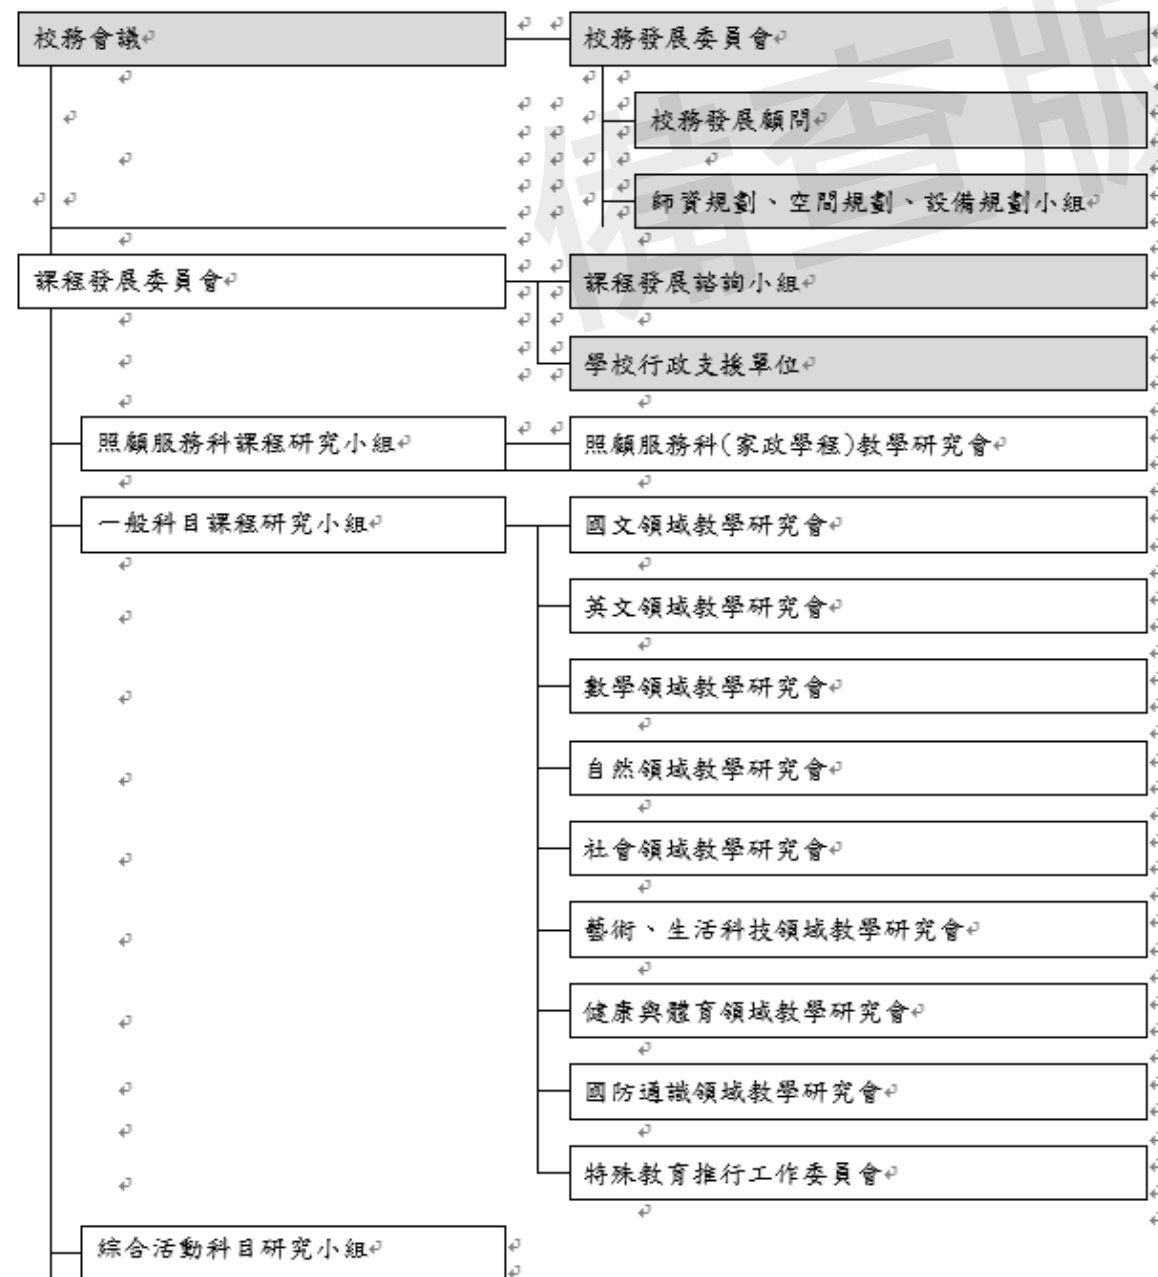 校務會議
校務發展委員會
校務發展顧問
師資規劃、空間規劃、設備規劃小組
課程發展委員會
課程發展諮詢小組
學校行政支援單位
照顧服務科課程研究小組
照顧服務科(家政學程)教學研究會
一般科目課程研究小組
國文領域教學研究會
英文領域教學研究會
數學領域教學研究會
自然領域教學研究會
社會領域教學研究會
藝術、生活科技領域教學研究會
健康與體育領域教學研究會
國防通識領域教學研究會
特殊教育推行工作委員會
綜合活動科目研究小組
備查版